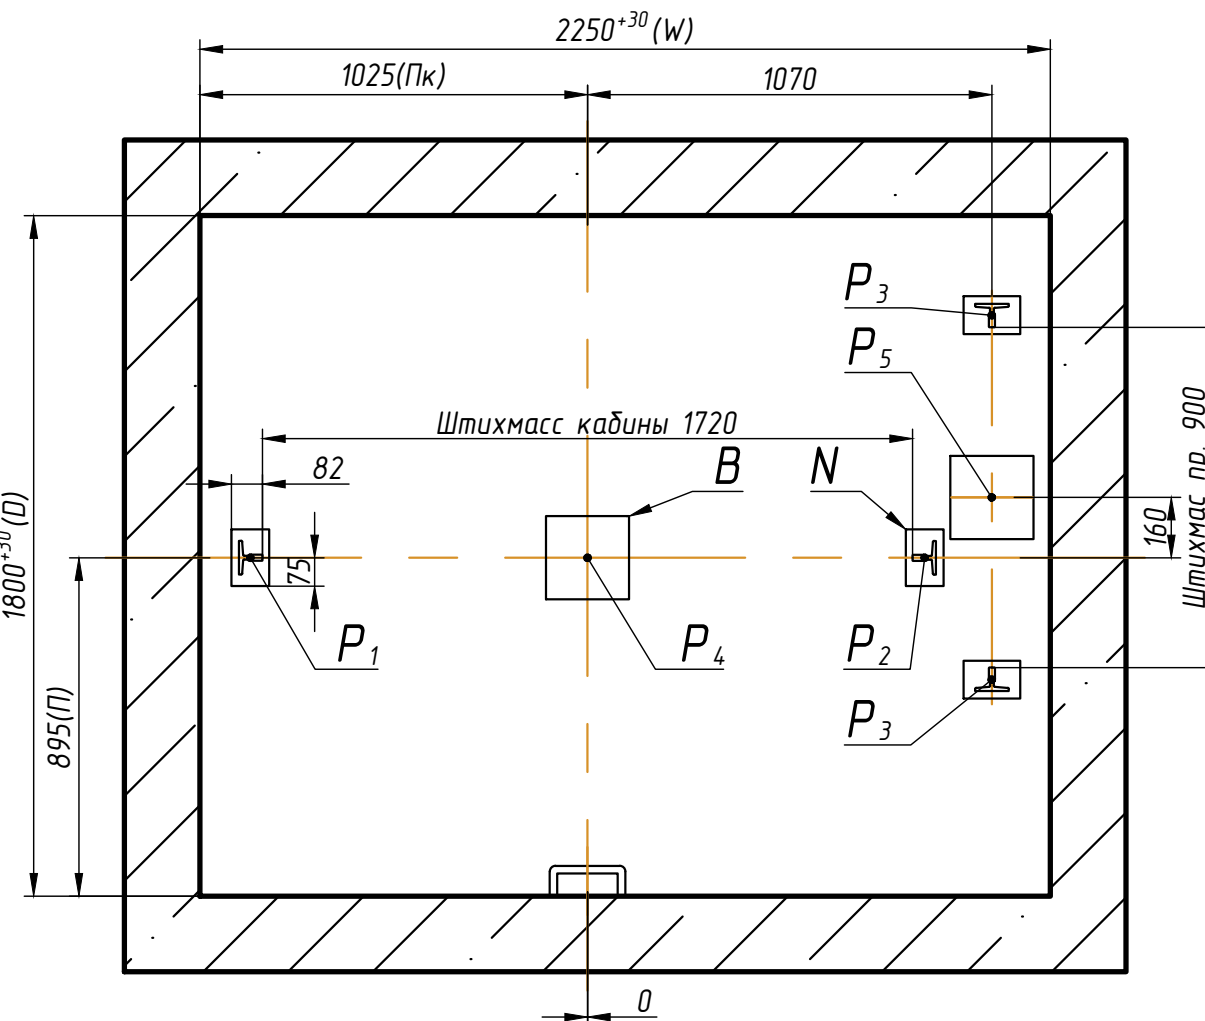 2250+30 (W)
1025(Пк)
1070
P3
P5
Штихмасс кабины 1720
82
B
N
1800+30 (D)
Штихмас пр. 900
160
75
P1
P4
P2
895(П)
P3
0